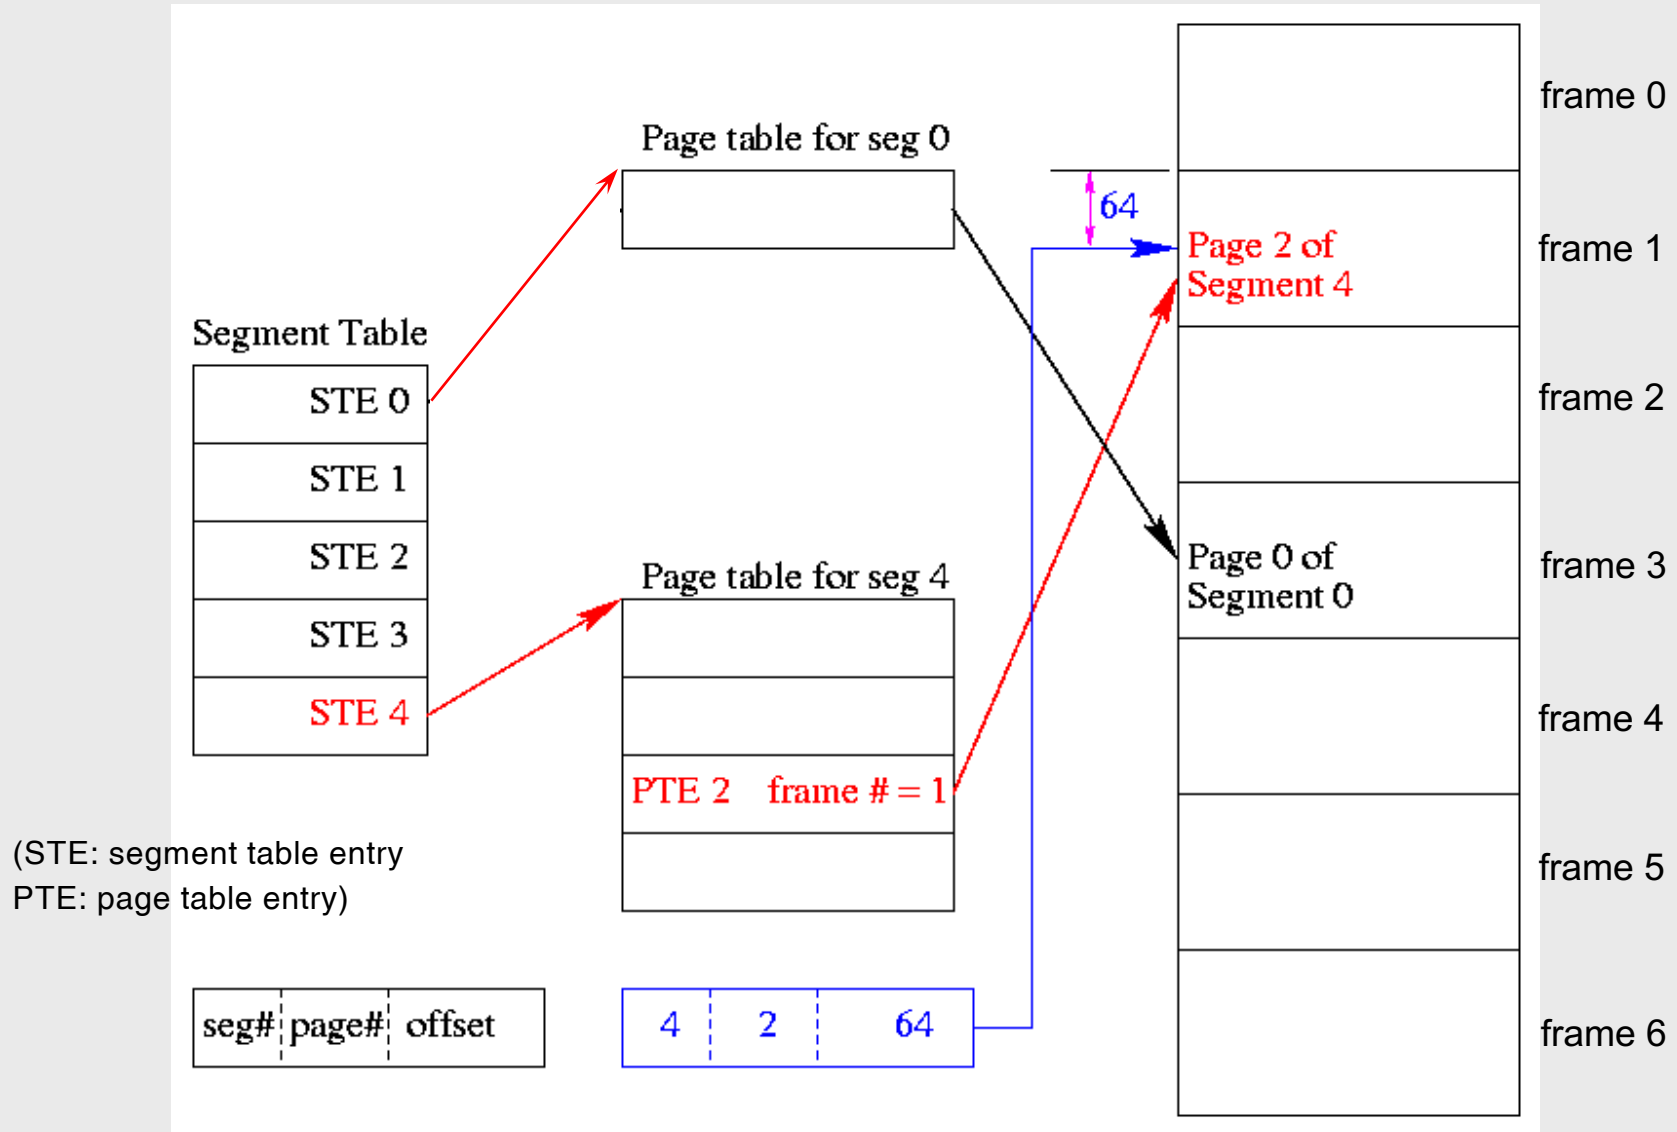 frame 0
Page table for seg 0
64
Page 2 of
Segment 4
frame 1
Segment Table
STE 0
STE 1
STE 2
STE 3
STE 4
frame 2
Page 0 of
Segment 0
frame 3
Page table for seg 4
PTE 2 frame # = 1
frame 4
(STE: segment table entry
PTE: page table entry)
frame 5
seg# page# offset
4 2 64
frame 6